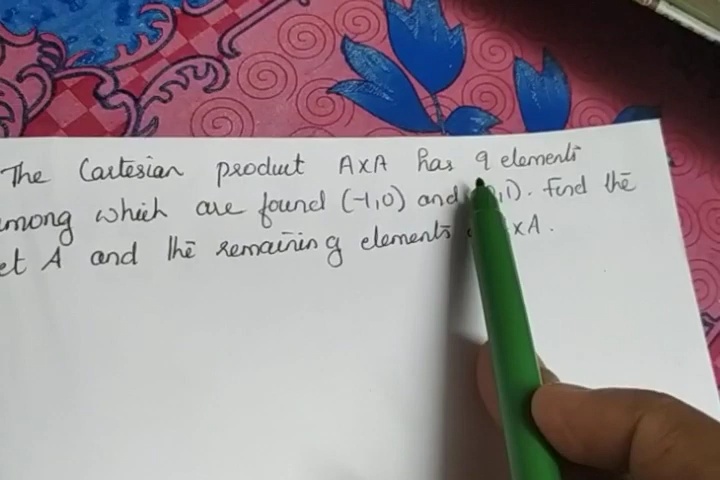 The Cartesian product A×A has 9 elements
among which are found (-1,0) and ,1). Find the
et A and the remaining elements ×A.